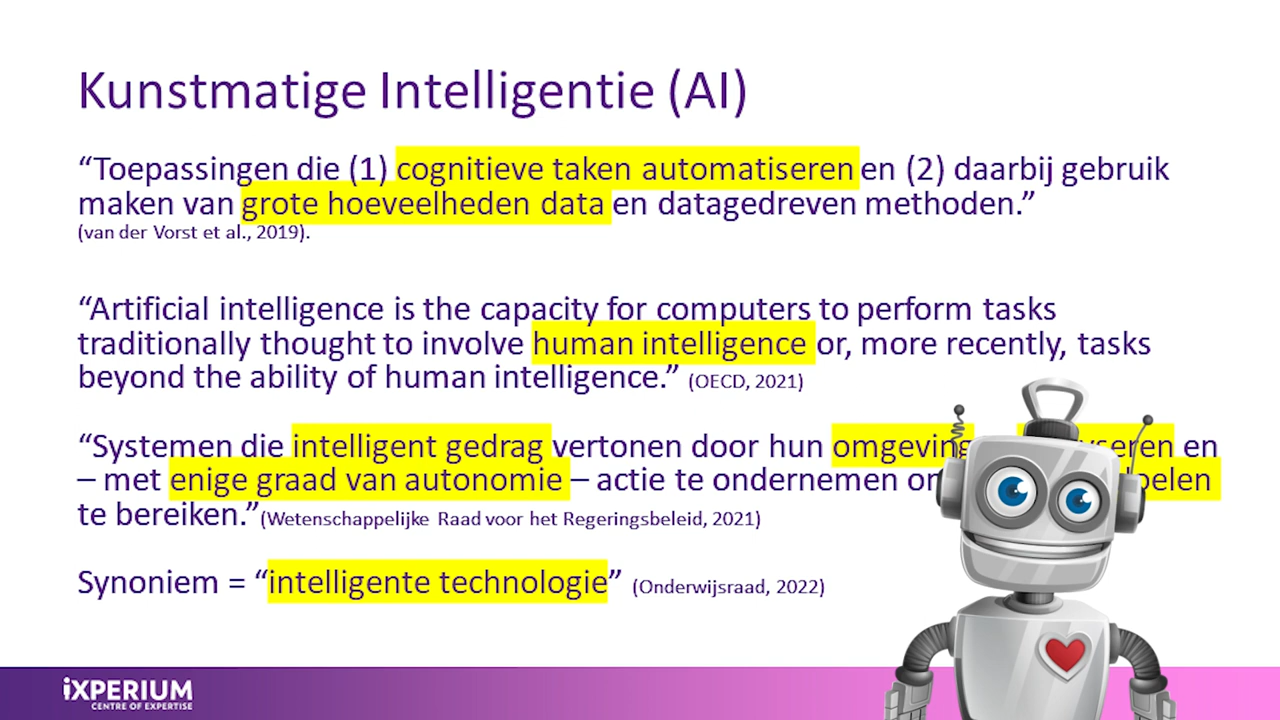 Kunstmatige Intelligentie (AI)
“Toepassingen die (1) cognitieve taken automatiseren en (2) daarbij gebruik
maken van grote hoeveelheden data en datagedreven methoden.”
(van der Vorst et al., 2019).
“Artificial intelligence is the capacity for computers to perform tasks
traditionally thought to involve human intelligence or, more recently, tasks
beyond the ability of human intelligence.” (OECD, 2021)
“Systemen die intelligent gedrag vertonen door hun omgeving en
– met enige graad van autonomie – actie te ondernemen
te bereiken.”(Wetenschappelijke Raad voor het Regeringsbeleid, 2021)
Synoniem = “intelligente technologie” (Onderwijsraad, 2022)
iXPERIUM
CENTRE OF EXPERTISE